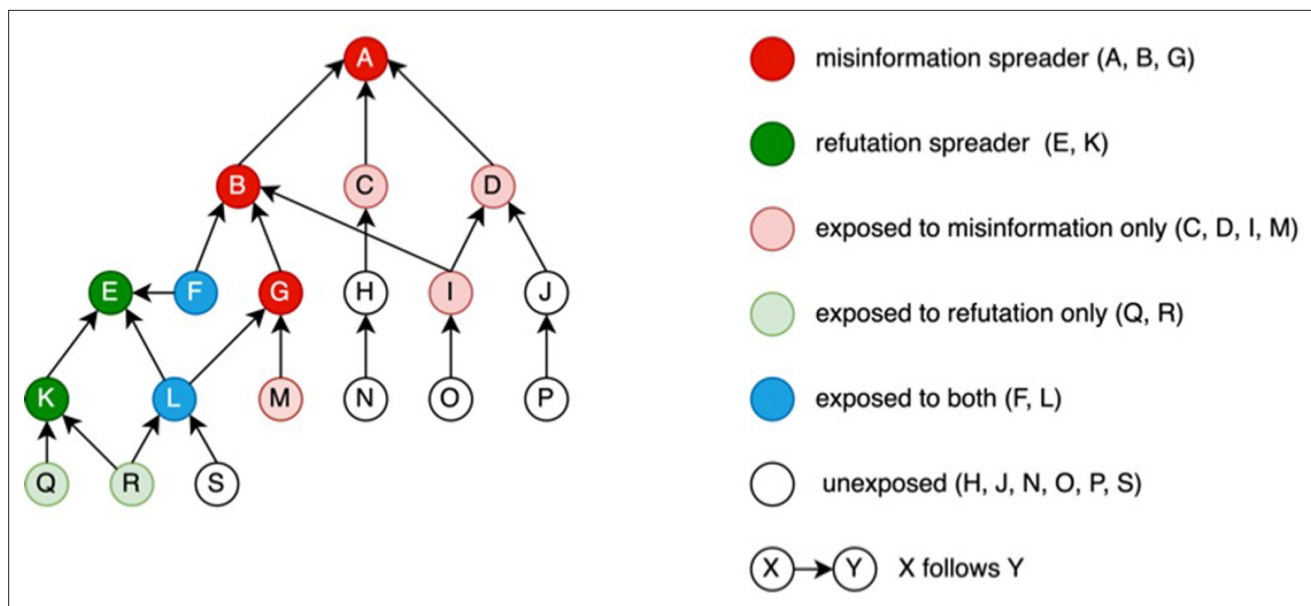 A
B
C
D
E
F
G
H
I
J
K
L
M
N
O
P
Q
R
S
misinformation spreader (A, B, G)
refutation spreader (E, K)
exposed to misinformation only (C, D, I, M)
exposed to refutation only (Q, R)
exposed to both (F, L)
unexposed (H, J, N, O, P, S)
X Y X follows Y